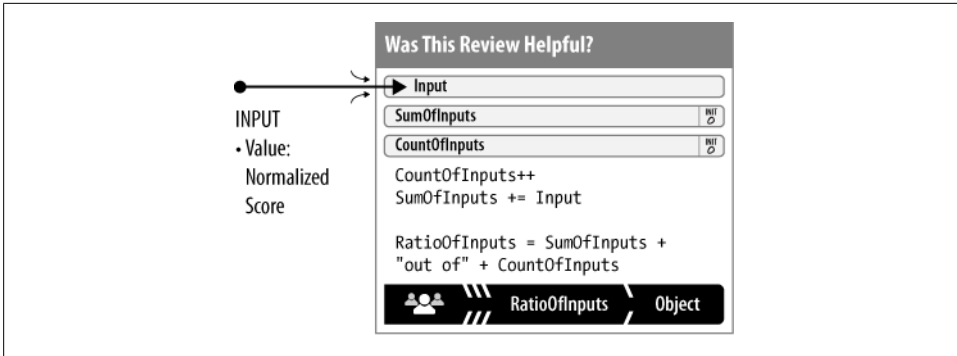 Was This Review Helpful?
Input
INPUT
• Value:
Normalized
Score
SumOfInputs INIT 0
CountOfInputs INIT 0
CountOfInputs++
SumOfInputs += Input
RatioOfInputs = SumOfInputs +
"out of" + CountOfInputs
RatioOfInputs Object